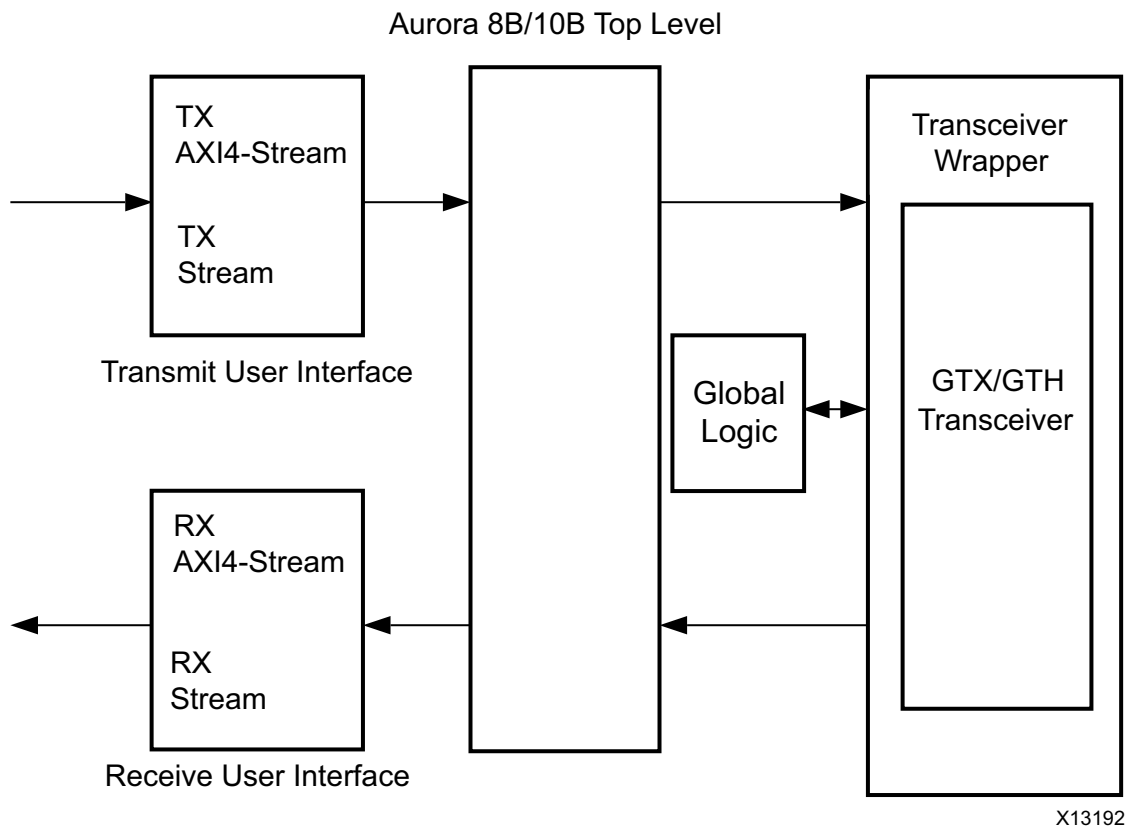 Aurora 8B/10B Top Level
TX
AXI4-Stream
TX
Stream
Transmit User Interface
Transceiver
Wrapper
Global
Logic
GTX/GTH
Transceiver
RX
AXI4-Stream
RX
Stream
Receive User Interface
X13192